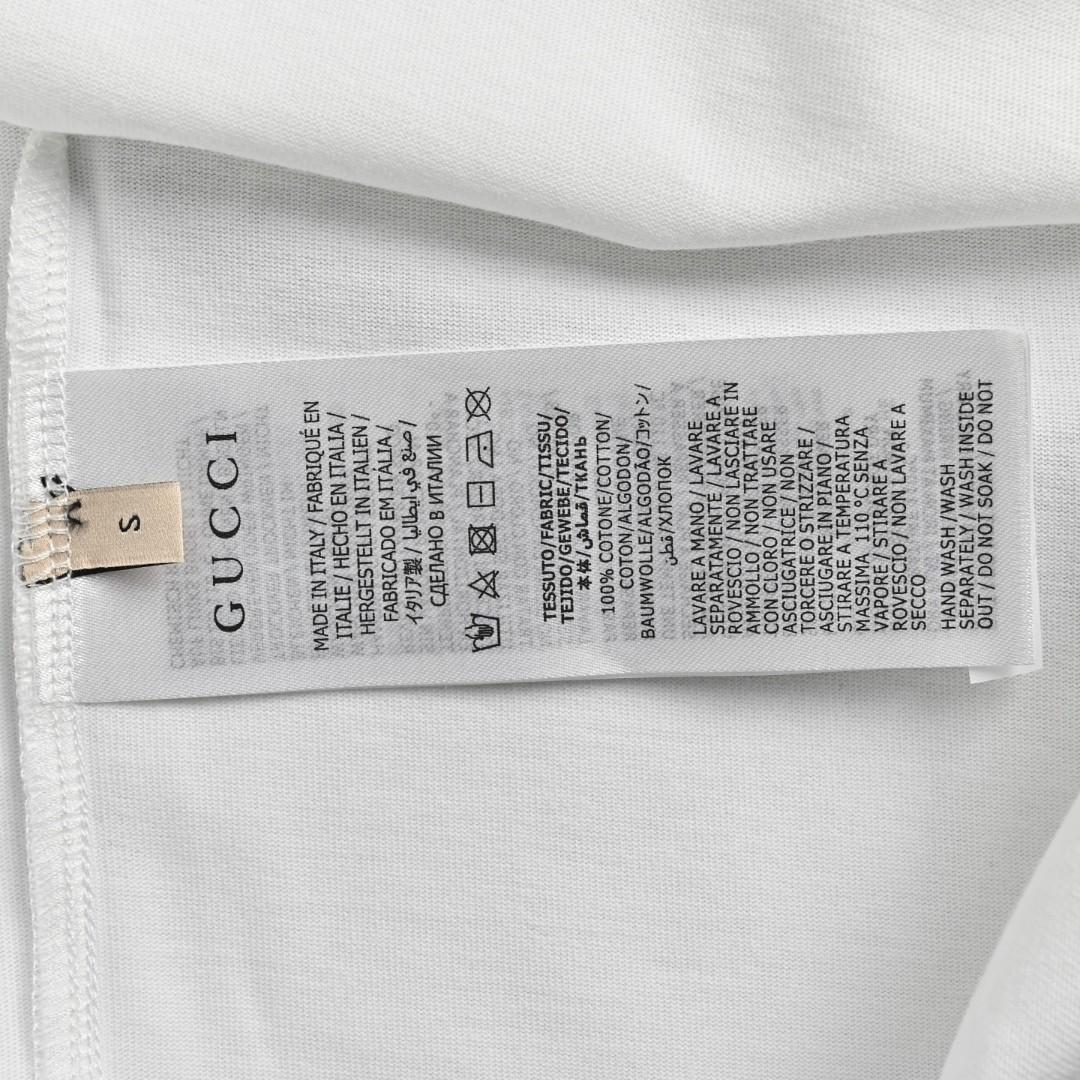 S
GUCCI
MADE IN ITALY / FABRIQUÉ EN
ITALIE / HECHO EN ITALIA /
HERGESTELLT IN ITALIEN /
FABRICADO EM ITÁLIA /
イタリア製 / صنع في ايطاليا /
СДЕЛАНО В ИТАЛИИ
TESSUTO/FABRIC/TISSU/
TEJIDO/GEWEBE/TECIDO/
本体/قماش/ТКАНЬ
100% COTONE/COTTON/
COTON/ALGODON/
BAUMWOLLE/ALGODÃO/コットン/
قطن/ХЛОПОК
LAVARE A MANO / LAVARE
SEPARATAMENTE / LAVARE A
ROVESCIO / NON LASCIARE IN
AMMOLLO / NON TRATTARE
CON CLORO / NON USARE
ASCIUGATRICE / NON
TORCERE O STRIZZARE /
ASCIUGARE IN PIANO /
STIRARE A TEMPERATURA
MASSIMA 110 °C SENZA
VAPORE / STIRARE A
ROVESCIO / NON LAVARE A
SECCO
HAND WASH / WASH
SEPARATELY / WASH INSIDE
OUT / DO NOT SOAK / DO NOT